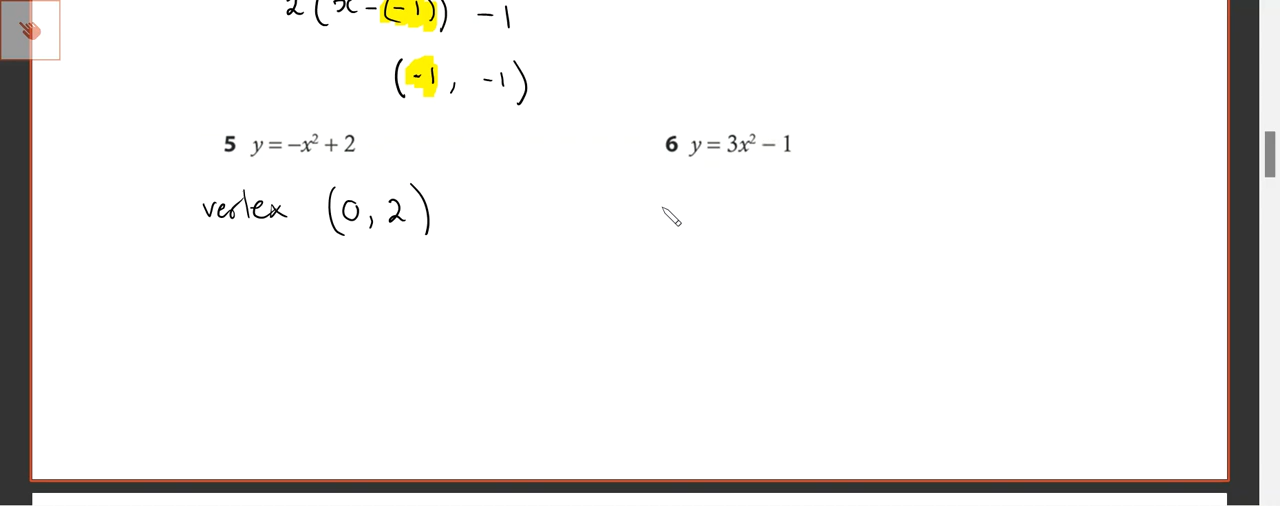 2(x-(-1)) -1
(-1, -1)
5 y = −x² + 2
6 y = 3x² − 1
vertex (0, 2)